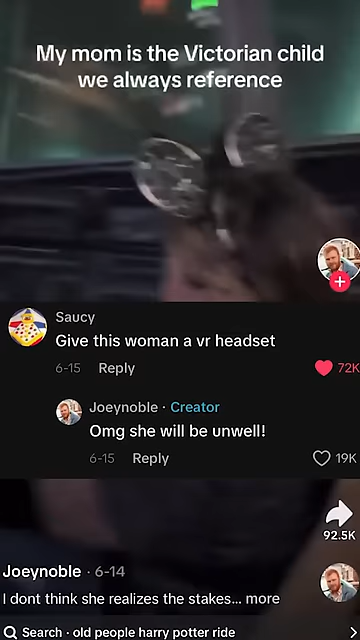 My mom is the Victorian child
we always reference
Saucy
Give this woman a vr headset
6-15 Reply
72K
Joeynoble · Creator
Omg she will be unwell!
6-15 Reply
19K
92.5K
Joeynoble · 6-14
I dont think she realizes the stakes... more
Search · old people harry potter ride